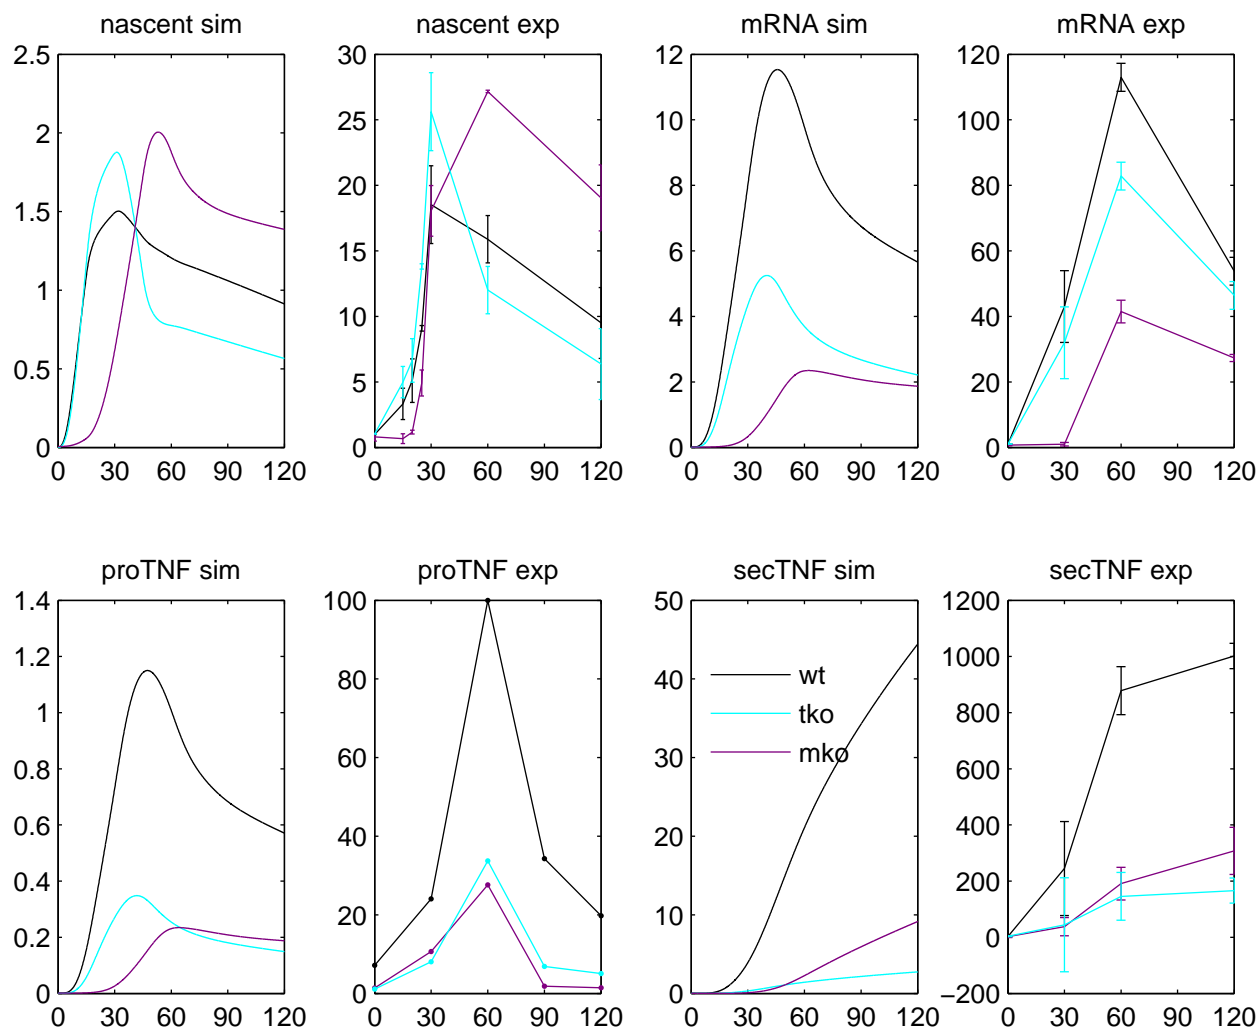 nascent sim
nascent exp
mRNA sim
mRNA exp
2.5
2
1.5
1
0.5
0
0 30 60 90 120
30
25
20
15
10
5
0
0 30 60 90 120
12
10
8
6
4
2
0
0 30 60 90 120
120
100
80
60
40
20
0
0 30 60 90 120
proTNF sim
proTNF exp
secTNF sim
secTNF exp
1.4
1.2
1
0.8
0.6
0.4
0.2
0
0 30 60 90 120
100
80
60
40
20
0
0 30 60 90 120
50
40
30
20
10
0
wt
tko
mko
0 30 60 90 120
1200
1000
800
600
400
200
0
−200
0 30 60 90 120